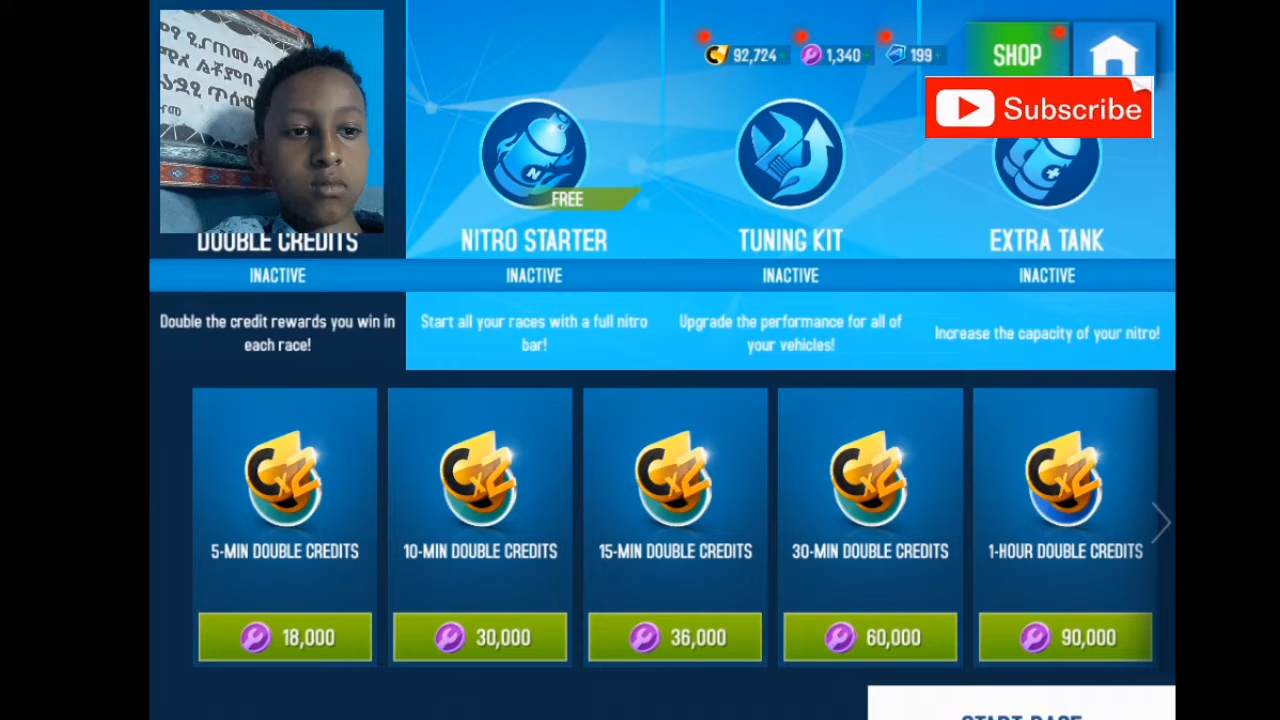 92,724
1,340
199
SHOP
Subscribe
FREE
DOUBLE CREDITS
NITRO STARTER
TUNING KIT
EXTRA TANK
INACTIVE
INACTIVE
INACTIVE
INACTIVE
Double the credit rewards you win in
each race!
Start all your races with a full nitro
bar!
Upgrade the performance for all of
your vehicles!
Increase the capacity of your nitro!
5-MIN DOUBLE CREDITS
10-MIN DOUBLE CREDITS
15-MIN DOUBLE CREDITS
30-MIN DOUBLE CREDITS
1-HOUR DOUBLE CREDITS
18,000
30,000
36,000
60,000
90,000
START RACE